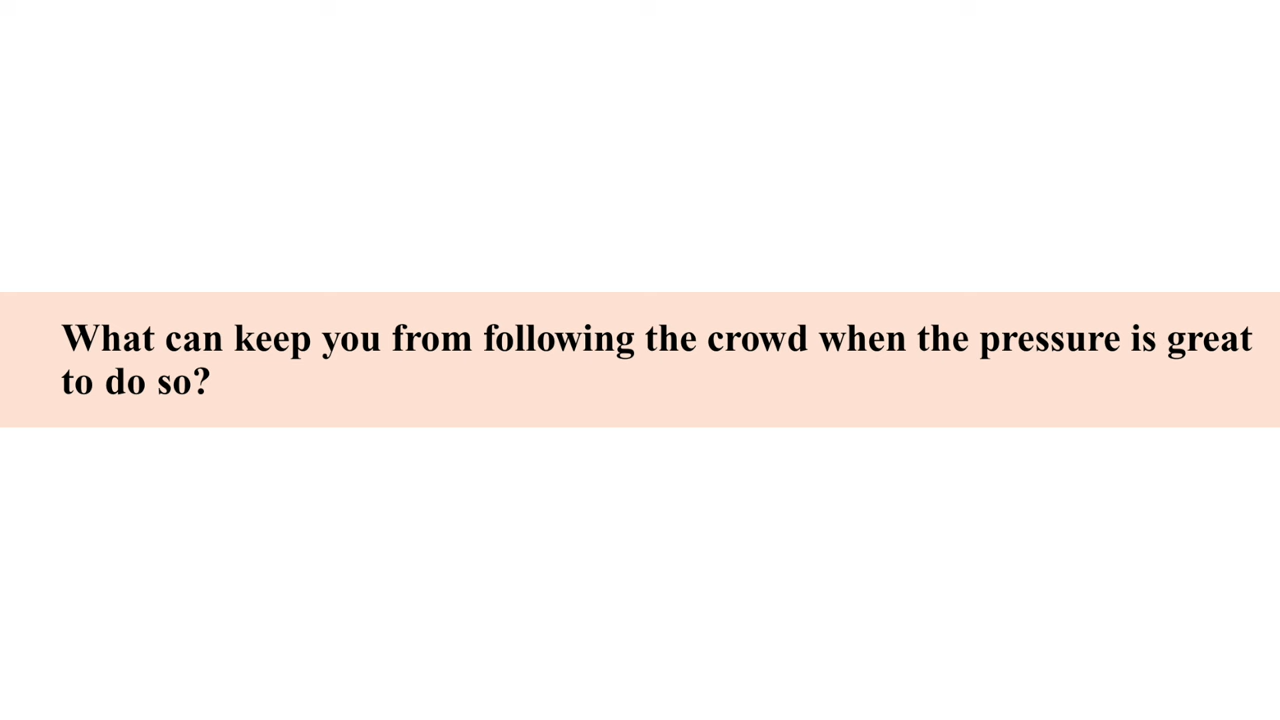 What can keep you from following the crowd when the pressure is great
to do so?